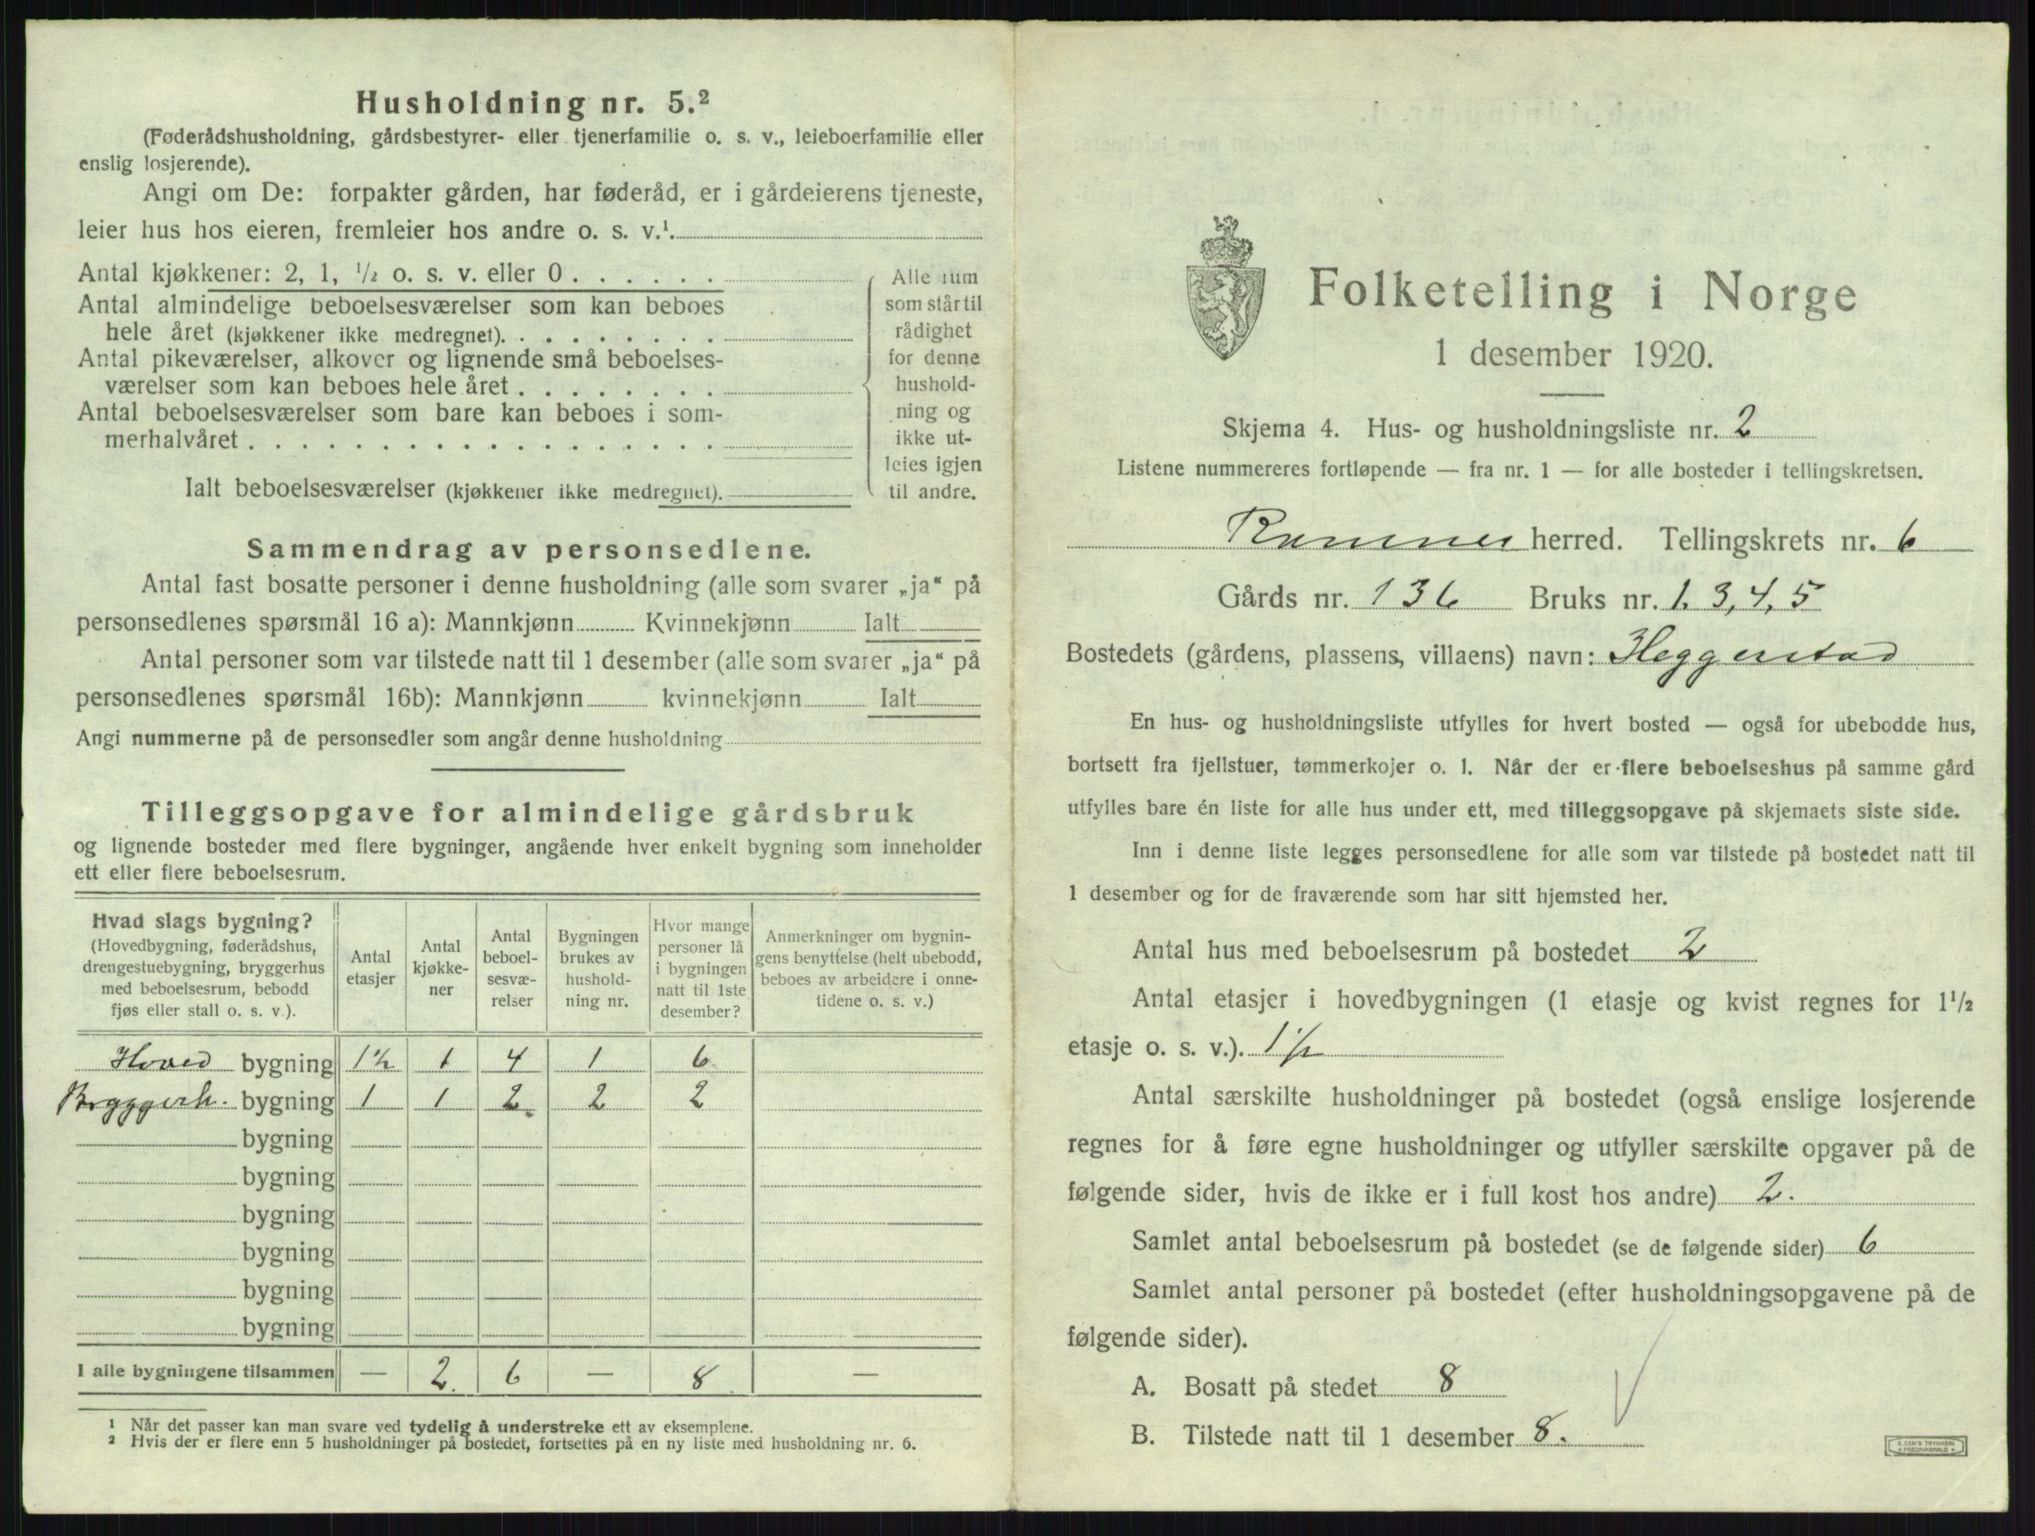 Husholdning nr. 5.²
(Føderådshusholdning, gårdsbestyrer- eller tjenerfamilie o. s. v., leieboerfamilie eller
enslig losjerende).
Angi om De: forpakter gården, har føderåd, er i gårdeierens tjeneste,
leier hus hos eieren, fremleier hos andre o. s. v.¹.
Antal kjøkkener: 2, 1, ½ o. s. v. eller 0 . . . . . .
Antal almindelige beboelsesværelser som kan beboes
hele året (kjøkkener ikke medregnet). . . . . . . . .
Antal pikeværelser, alkover og lignende små beboelses-
værelser som kan beboes hele året . . . . . . . .
Antal beboelsesværelser som bare kan beboes i som-
merhalvåret . . . . . . . . . . . . . . . . . .
Ialt beboelsesværelser (kjøkkener ikke medregnet).
Alle rum
som står til
rådighet
for denne
hushold-
ning og
ikke ut-
leies igjen
til andre.
Sammendrag av personsedlene.
Antal fast bosatte personer i denne husholdning (alle som svarer „ja“ på
personsedlenes spørsmål 16 a): Mannkjønn Kvinnekjønn Ialt
Antal personer som var tilstede natt til 1 desember (alle som svarer „ja“ på
personsedlenes spørsmål 16b): Mannkjønn kvinnekjønn Ialt
Angi nummerne på de personsedler som angår denne husholdning
Tilleggsopgave for almindelige gårdsbruk
og lignende bosteder med flere bygninger, angående hver enkelt bygning som inneholder
ett eller flere beboelsesrum.
Hvad slags bygning?
(Hovedbygning, føderådshus,
drengestuebygning, bryggerhus
med beboelsesrum, bebodd
fjøs eller stall o. s. v.).
Antal
etasjer
Antal
kjøkke-
ner
Antal
beboel-
sesvæ-
relser
Bygningen
brukes av
hushold-
ning nr.
Hvor mange
personer lå
i bygningen
natt til 1ste
desember?
Anmerkninger om bygnin-
gens benyttelse (helt ubebodd,
beboes av arbeidere i onne-
tidene o. s. v.)
Hoved bygning 1½ 1 4 1 6
Bryggerh. bygning 1 1 2 2 2
bygning
bygning
bygning
bygning
bygning
bygning
I alle bygningene tilsammen — 2 6 — 8 —
¹ Når det passer kan man svare ved tydelig å understreke ett av eksemplene.
² Hvis der er flere enn 5 husholdninger på bostedet, fortsettes på en ny liste med husholdning nr. 6.
Folketelling i Norge
1 desember 1920.
Skjema 4. Hus- og husholdningsliste nr. 2
Listene nummereres fortløpende — fra nr. 1 — for alle bosteder i tellingskretsen.
Ramnes herred. Tellingskrets nr. 6
Gårds nr. 136 Bruks nr. 1. 3, 4, 5
Bostedets (gårdens, plassens, villaens) navn: Heggerstad
En hus- og husholdningsliste utfylles for hvert bosted — også for ubebodde hus,
bortsett fra fjellstuer, tømmerkojer o. l. Når der er flere beboelseshus på samme gård
utfylles bare én liste for alle hus under ett, med tilleggsopgave på skjemaets siste side.
Inn i denne liste legges personsedlene for alle som var tilstede på bostedet natt til
1 desember og for de fraværende som har sitt hjemsted her.
Antal hus med beboelsesrum på bostedet 2
Antal etasjer i hovedbygningen (1 etasje og kvist regnes for 1½
etasje o. s. v.). 1½
Antal særskilte husholdninger på bostedet (også enslige losjerende
regnes for å føre egne husholdninger og utfyller særskilte opgaver på de
følgende sider, hvis de ikke er i full kost hos andre) 2.
Samlet antal beboelsesrum på bostedet (se de følgende sider) 6
Samlet antal personer på bostedet (efter husholdningsopgavene på de
følgende sider).
A. Bosatt på stedet 8
B. Tilstede natt til 1 desember 8.